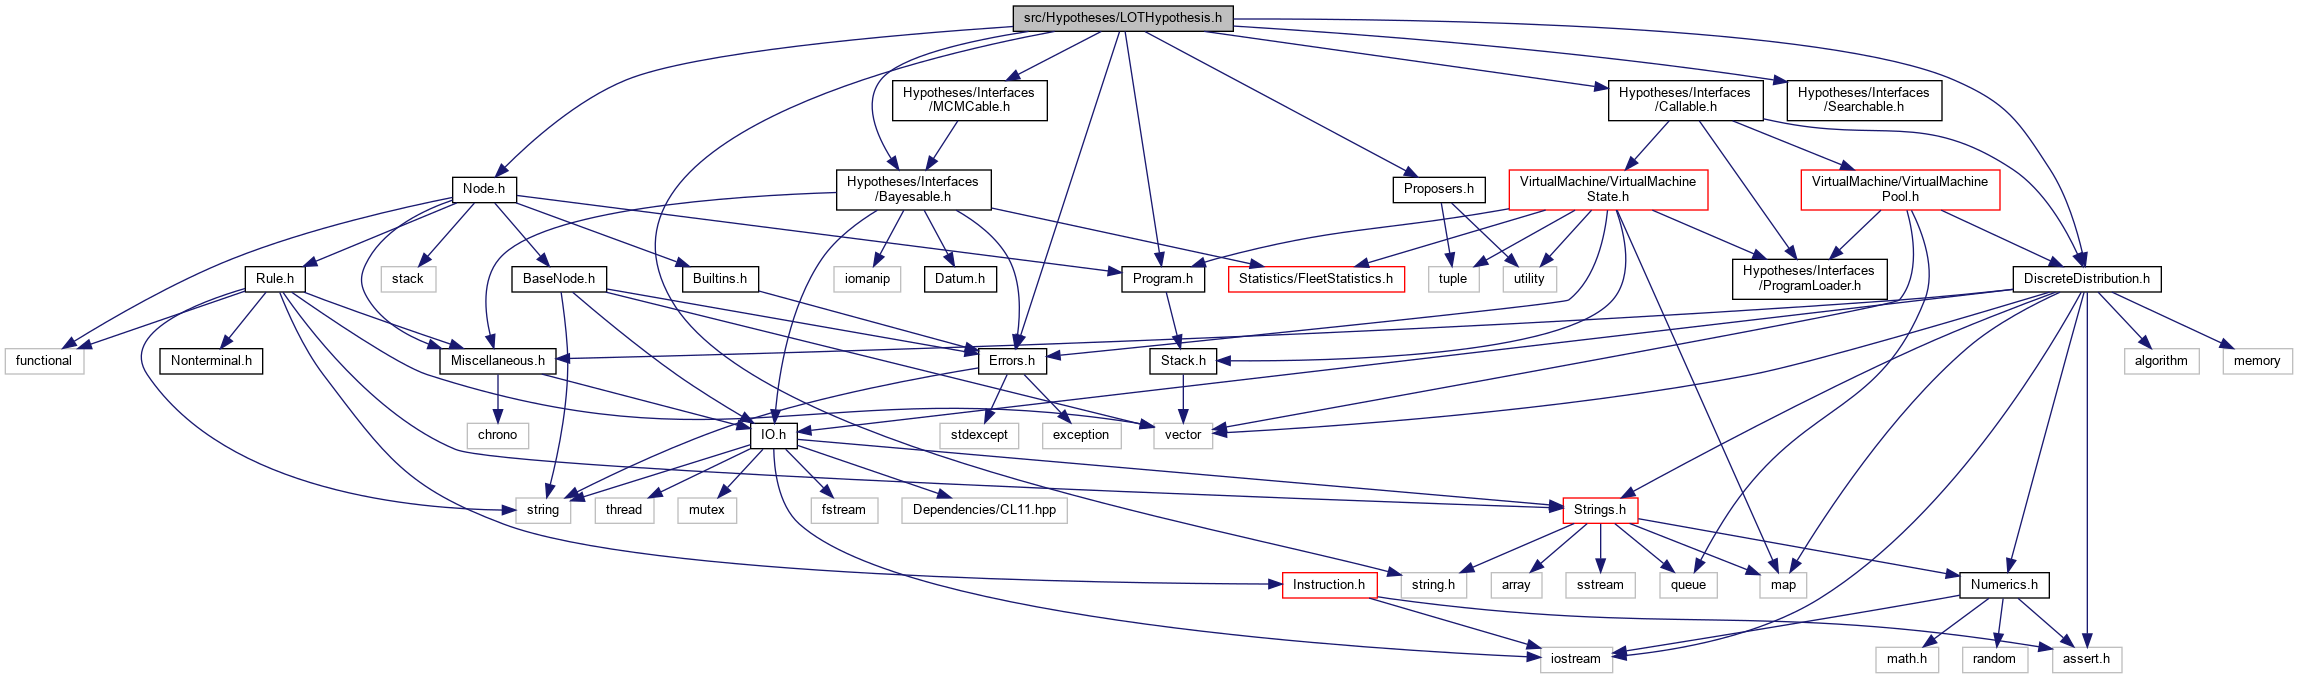 src/Hypotheses/LOTHypothesis.h
Hypotheses/Interfaces
/MCMCable.h
Hypotheses/Interfaces
/Callable.h
Hypotheses/Interfaces
/Searchable.h
Node.h
Hypotheses/Interfaces
/Bayesable.h
Proposers.h
VirtualMachine/VirtualMachine
State.h
VirtualMachine/VirtualMachine
Pool.h
Rule.h
stack
BaseNode.h
Builtins.h
iomanip
Datum.h
Program.h
Statistics/FleetStatistics.h
tuple
utility
Hypotheses/Interfaces
/ProgramLoader.h
DiscreteDistribution.h
functional
Nonterminal.h
Miscellaneous.h
Errors.h
Stack.h
algorithm
memory
chrono
IO.h
stdexcept
exception
vector
string
thread
mutex
fstream
Dependencies/CL11.hpp
Strings.h
Instruction.h
string.h
array
sstream
queue
map
Numerics.h
iostream
math.h
random
assert.h